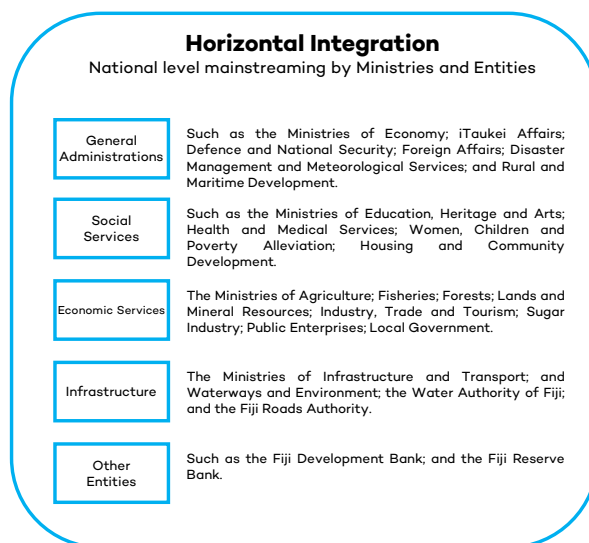 Horizontal Integration
National level mainstreaming by Ministries and Entities
General
Administrations
Such as the Ministries of Economy; iTaukei Affairs;
Defence and National Security; Foreign Affairs; Disaster
Management and Meteorological Services; and Rural and
Maritime Development.
Social
Services
Such as the Ministries of Education, Heritage and Arts;
Health and Medical Services; Women, Children and
Poverty Alleviation; Housing and Community
Development.
Economic Services
The Ministries of Agriculture; Fisheries; Forests; Lands and
Mineral Resources; Industry, Trade and Tourism; Sugar
Industry; Public Enterprises; Local Government.
Infrastructure
The Ministries of Infrastructure and Transport; and
Waterways and Environment; the Water Authority of Fiji;
and the Fiji Roads Authority.
Other
Entities
Such as the Fiji Development Bank; and the Fiji Reserve
Bank.